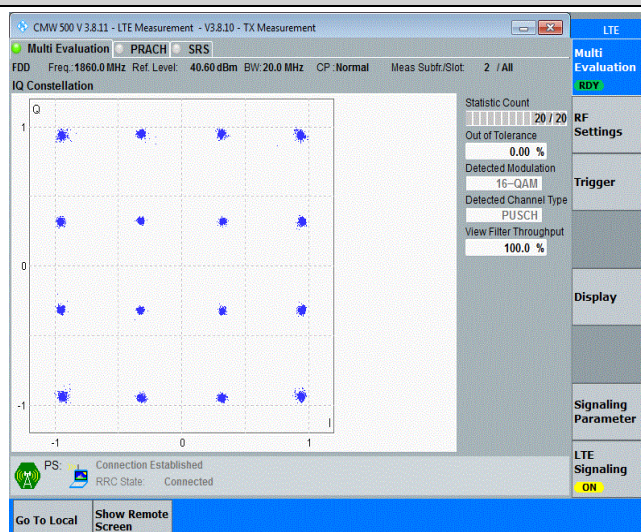 CMW 500 V 3.8.11 - LTE Measurement - V3.8.10 - TX Measurement
LTE
Multi Evaluation PRACH SRS
Multi
Evaluation
RDY
FDD Freq.:1860.0 MHz Ref. Level: 40.60 dBm BW:20.0 MHz CP :Normal Meas Subfr./Slot: 2 / All
IQ Constellation
Q
1
0
-1
-1 0 1
I
Statistic Count
20 / 20
Out of Tolerance
0.00 %
Detected Modulation
16-QAM
Detected Channel Type
PUSCH
View Filter Throughput
100.0 %
RF
Settings
Trigger
Display
Signaling
Parameter
LTE
Signaling
ON
PS: Connection Established
RRC State: Connected
Go To Local
Show Remote
Screen